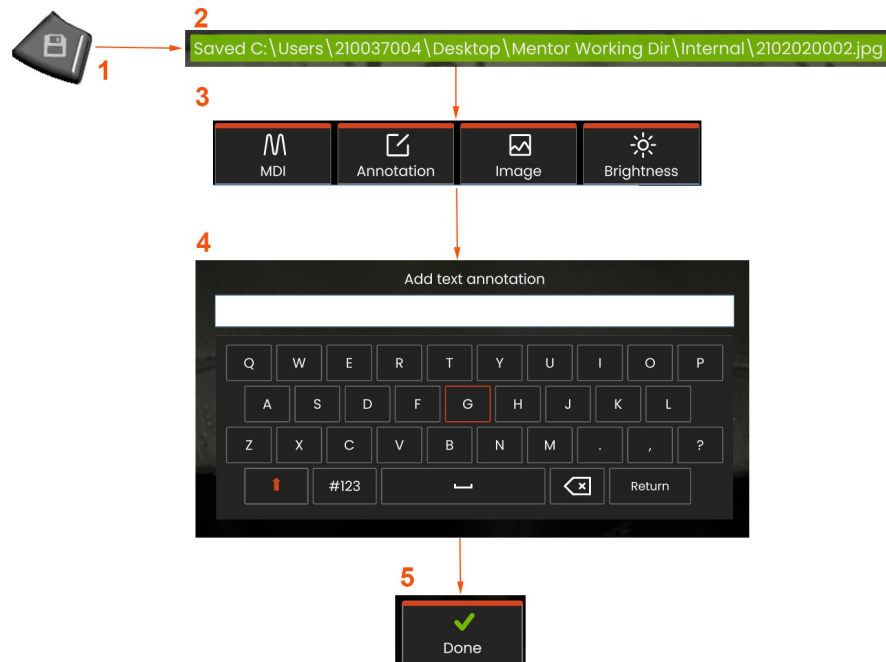 1
2
Saved C:\Users\210037004\Desktop\Mentor Working Dir\Internal\2102020002.jpg
3
MDI Annotation Image Brightness
4
Add text annotation
Q W E R T Y U I O P
A S D F G H J K L
Z X C V B N M . , ?
#123 Return
5
Done